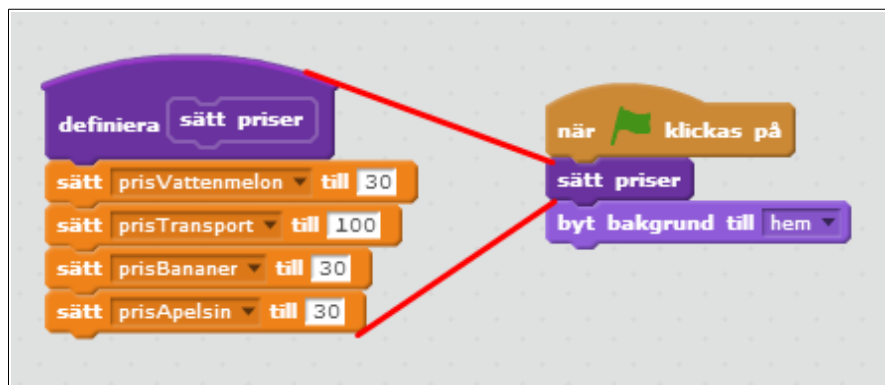 definiera sätt priser
sätt prisVattenmelon till 30
sätt prisTransport till 100
sätt prisBananer till 30
sätt prisApelsin till 30
när klickas på
sätt priser
byt bakgrund till hem